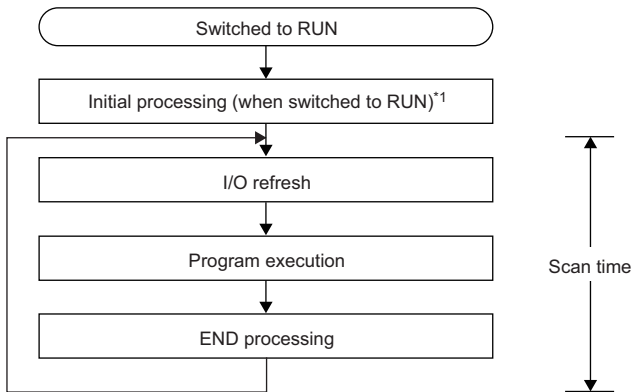 Switched to RUN
Initial processing (when switched to RUN)*1
I/O refresh
Program execution
Scan time
END processing